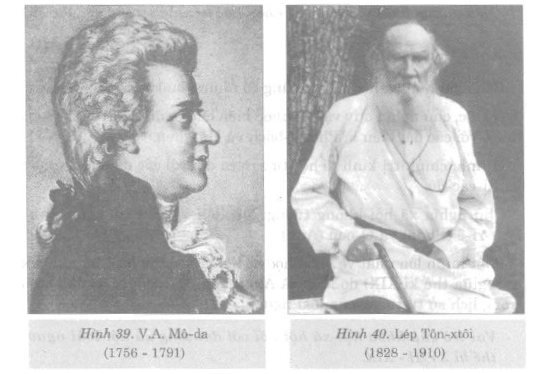 Hình 39. V.A. Mô-da
(1756 - 1791)
Hình 40. Lép Tôn-xtôi
(1828 - 1910)